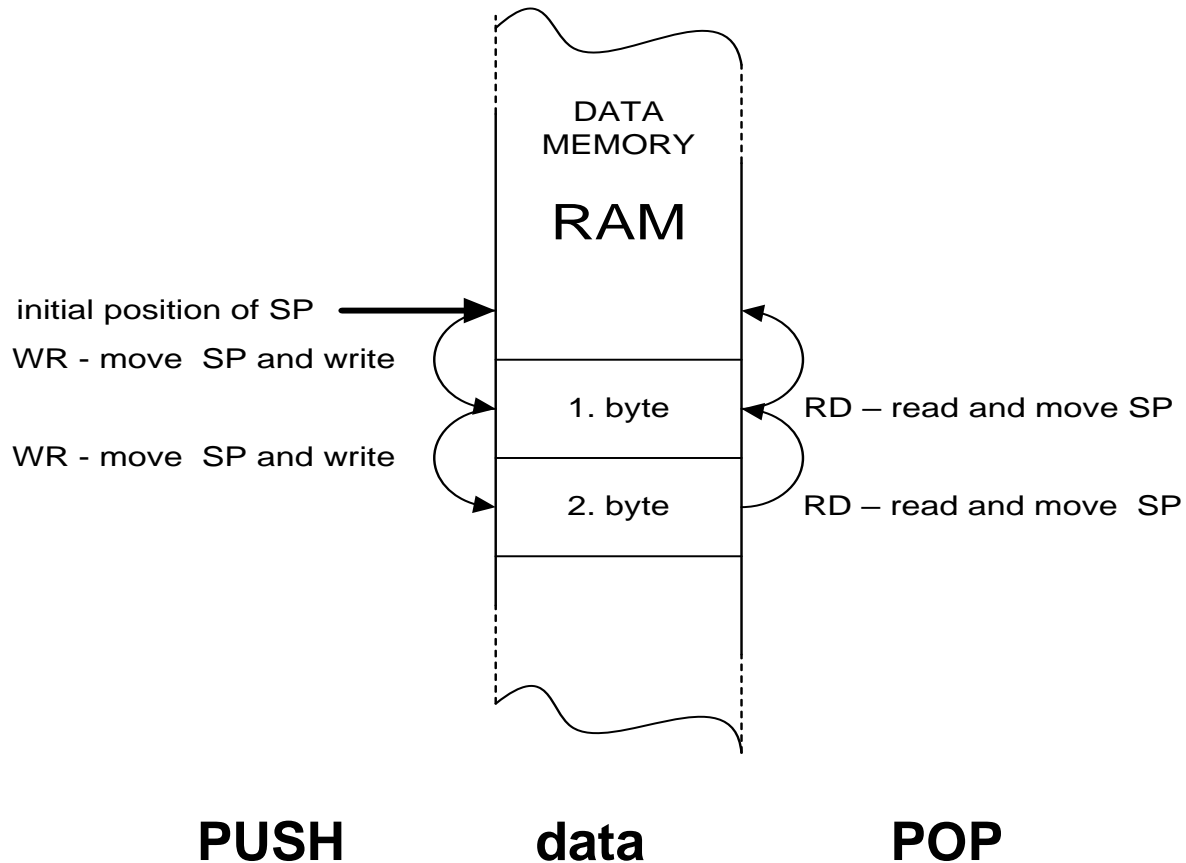 DATA
MEMORY
RAM
initial position of SP
WR - move  SP and write
1. byte
RD – read and move SP
WR - move  SP and write
2. byte
RD – read and move  SP
PUSH
data
POP